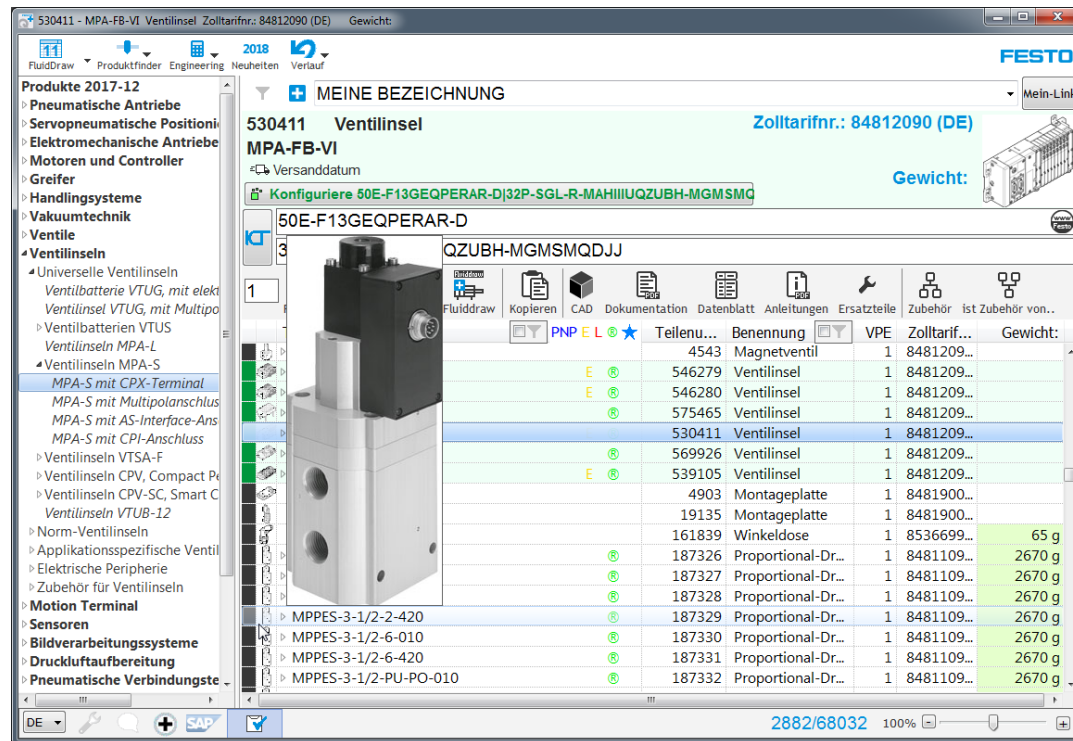 530411 - MPA-FB-VI Ventilinsel Zolltarifnr.: 84812090 (DE) Gewicht:
FluidDraw Produktfinder Engineering 2018 Neuheiten Verlauf
FESTO
Produkte 2017-12
Pneumatische Antriebe
Servopneumatische Positioni
Elektromechanische Antriebe
Motoren und Controller
Greifer
Handlingsysteme
Vakuumtechnik
Ventile
Ventilinseln
Universelle Ventilinseln
Ventilbatterie VTUG, mit elekt
Ventilinsel VTUG, mit Multipo
Ventilbatterien VTUS
Ventilinseln MPA-L
Ventilinseln MPA-S
MPA-S mit CPX-Terminal
MPA-S mit Multipolanschlus
MPA-S mit AS-Interface-Ans
MPA-S mit CPI-Anschluss
Ventilinseln VTSA-F
Ventilinseln CPV, Compact Pe
Ventilinseln CPV-SC, Smart C
Ventilinseln VTUB-12
Norm-Ventilinseln
Applikationsspezifische Ventil
Elektrische Peripherie
Zubehör für Ventilinseln
Motion Terminal
Sensoren
Bildverarbeitungssysteme
Druckluftaufbereitung
Pneumatische Verbindungste
MEINE BEZEICHNUNG
Mein-Link
530411 Ventilinsel Zolltarifnr.: 84812090 (DE)
MPA-FB-VI
Versanddatum
Gewicht:
Konfiguriere 50E-F13GEQPERAR-D|32P-SGL-R-MAHIIIUQZUBH-MGMSMQ
50E-F13GEQPERAR-D
www Festo
3 QZUBH-MGMSMQDJJ
1
Fluiddraw Kopieren CAD Dokumentation Datenblatt Anleitungen Ersatzteile Zubehör ist Zubehör von..
PNP E L ® ★ Teilenu... Benennung VPE Zolltarif... Gewicht:
4543 Magnetventil 1 8481209...
E ® 546279 Ventilinsel 1 8481209...
E ® 546280 Ventilinsel 1 8481209...
® 575465 Ventilinsel 1 8481209...
530411 Ventilinsel 1 8481209...
® 569926 Ventilinsel 1 8481209...
E ® 539105 Ventilinsel 1 8481209...
4903 Montageplatte 1 8481900...
19135 Montageplatte 1 8481900...
161839 Winkeldose 1 8536699... 65 g
® 187326 Proportional-Dr... 1 8481109... 2670 g
® 187327 Proportional-Dr... 1 8481109... 2670 g
® 187328 Proportional-Dr... 1 8481109... 2670 g
MPPES-3-1/2-2-420 ® 187329 Proportional-Dr... 1 8481109... 2670 g
MPPES-3-1/2-6-010 ® 187330 Proportional-Dr... 1 8481109... 2670 g
MPPES-3-1/2-6-420 ® 187331 Proportional-Dr... 1 8481109... 2670 g
MPPES-3-1/2-PU-PO-010 ® 187332 Proportional-Dr... 1 8481109... 2670 g
DE SAP 2882/68032 100%